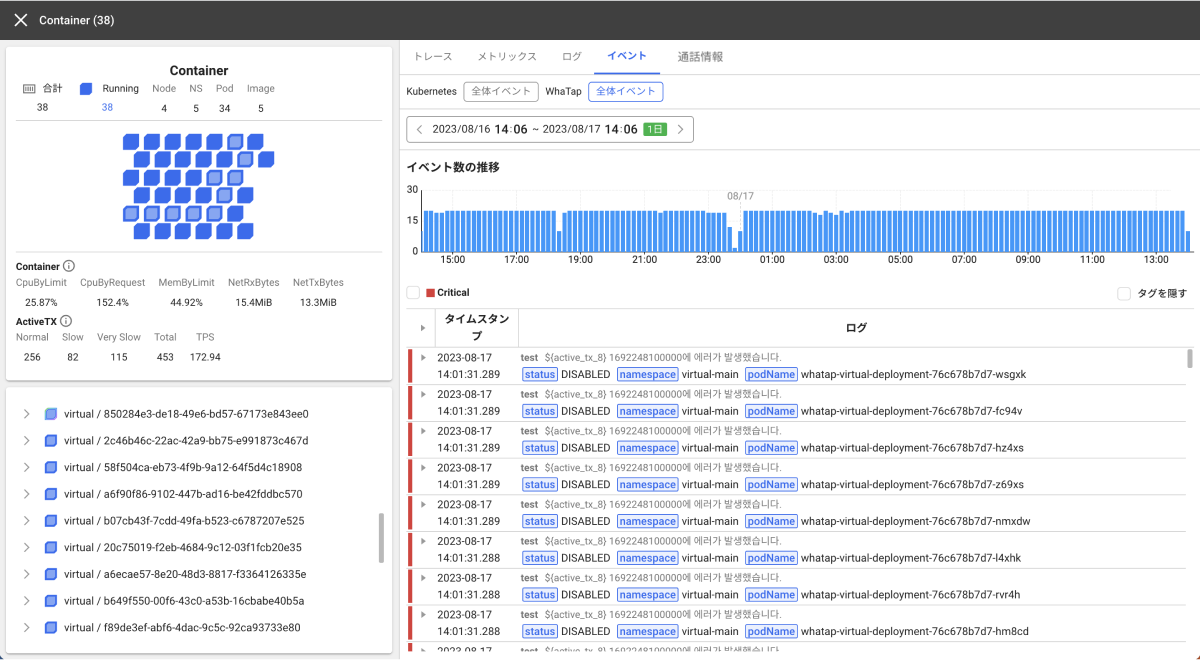 Container (38)
Container
合計 Running Node NS Pod Image
38 38 4 5 34 5
Container
CpuByLimit CpuByRequest MemByLimit NetRxBytes NetTxBytes
25.87% 152.4% 44.92% 15.4MiB 13.3MiB
ActiveTX
Normal Slow Very Slow Total TPS
256 82 115 453 172.94
virtual / 850284e3-de18-49e6-bd57-67173e843ee0
virtual / 2c46b46c-22ac-42a9-bb75-e991873c467d
virtual / 58f504ca-eb73-4f9b-9a12-64f5d4c18908
virtual / a6f90f86-9102-447b-ad16-be42fddbc570
virtual / b07cb43f-7cdd-49fa-b523-c6787207e525
virtual / 20c75019-f2eb-4684-9c12-03f1fcb20e35
virtual / a6ecae57-8e20-48d3-8817-f3364126335e
virtual / b649f550-00f6-43c0-a53b-16cbabe40b5a
virtual / f89de3ef-abf6-4dac-9c5c-92ca93733e80
トレース メトリックス ログ イベント 通話情報
Kubernetes 全体イベント WhaTap 全体イベント
2023/08/16 14:06 ~ 2023/08/17 14:06 1日
イベント数の推移
30
15
0
08/17
15:00 17:00 19:00 21:00 23:00 01:00 03:00 05:00 07:00 09:00 11:00 13:00
Critical タグを隠す
タイムスタンプ ログ
2023-08-17 test ${active_tx_8} 1692248100000에 에러가 발생했습니다.
14:01:31.289 status DISABLED namespace virtual-main podName whatap-virtual-deployment-76c678b7d7-wsgxk
2023-08-17 test ${active_tx_8} 1692248100000에 에러가 발생했습니다.
14:01:31.289 status DISABLED namespace virtual-main podName whatap-virtual-deployment-76c678b7d7-fc94v
2023-08-17 test ${active_tx_8} 1692248100000에 에러가 발생했습니다.
14:01:31.289 status DISABLED namespace virtual-main podName whatap-virtual-deployment-76c678b7d7-hz4xs
2023-08-17 test ${active_tx_8} 1692248100000에 에러가 발생했습니다.
14:01:31.289 status DISABLED namespace virtual-main podName whatap-virtual-deployment-76c678b7d7-z69xs
2023-08-17 test ${active_tx_8} 1692248100000에 에러가 발생했습니다.
14:01:31.289 status DISABLED namespace virtual-main podName whatap-virtual-deployment-76c678b7d7-nmxdw
2023-08-17 test ${active_tx_8} 1692248100000에 에러가 발생했습니다.
14:01:31.288 status DISABLED namespace virtual-main podName whatap-virtual-deployment-76c678b7d7-l4xhk
2023-08-17 test ${active_tx_8} 1692248100000에 에러가 발생했습니다.
14:01:31.288 status DISABLED namespace virtual-main podName whatap-virtual-deployment-76c678b7d7-rvr4h
2023-08-17 test ${active_tx_8} 1692248100000에 에러가 발생했습니다.
14:01:31.288 status DISABLED namespace virtual-main podName whatap-virtual-deployment-76c678b7d7-hm8cd